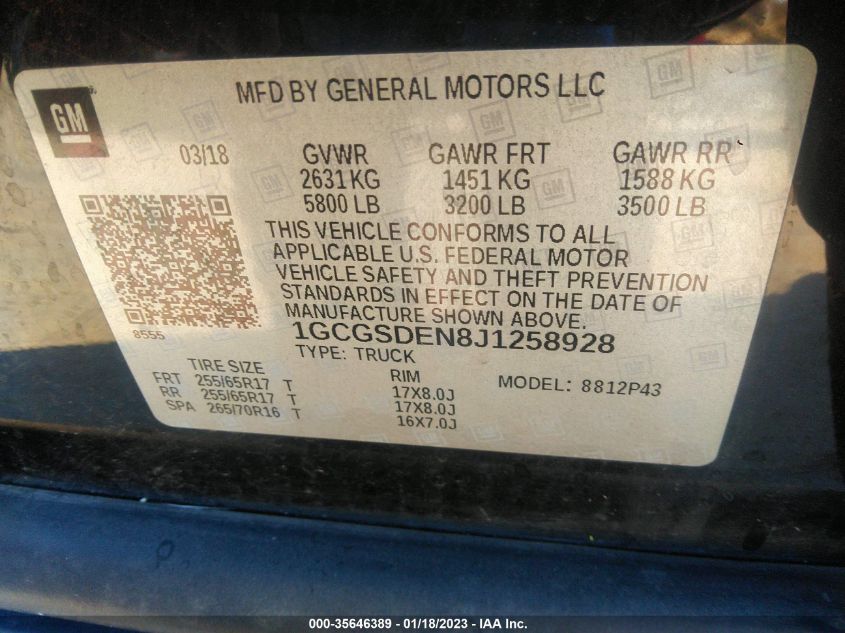 GM
MFD BY GENERAL MOTORS LLC
03/18 GVWR GAWR FRT GAWR RR
2631 KG 1451 KG 1588 KG
5800 LB 3200 LB 3500 LB
THIS VEHICLE CONFORMS TO ALL
APPLICABLE U.S. FEDERAL MOTOR
VEHICLE SAFETY AND THEFT PREVENTION
STANDARDS IN EFFECT ON THE DATE OF
MANUFACTURE SHOWN ABOVE.
8555
1GCGSDEN8J1258928
TYPE: TRUCK
TIRE SIZE RIM MODEL: 8812P43
FRT 255/65R17 T 17X8.0J
RR 255/65R17 T 17X8.0J
SPA 265/70R16 T 16X7.0J
000-35646389 - 01/18/2023 - IAA Inc.